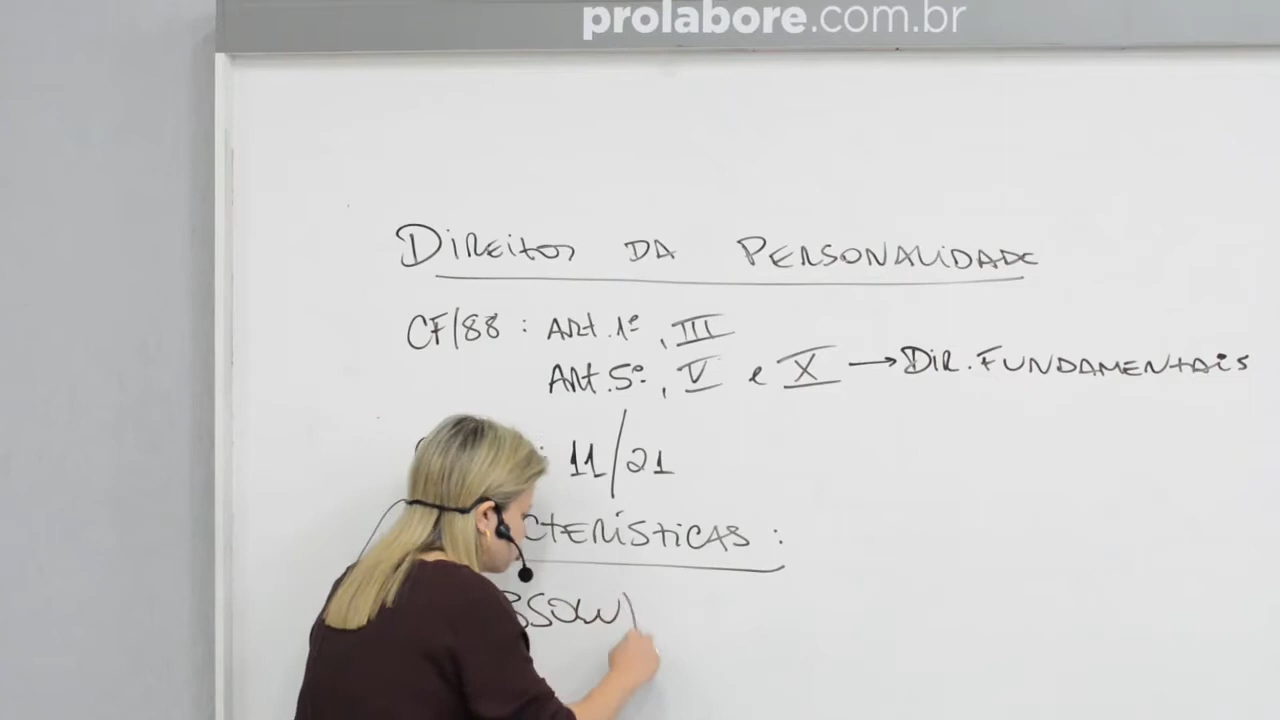 prolabore.com.br
DIREITOS DA PERSONALIDADE
CF/88 : ART. 1º, III
ART. 5º, V e X → DIR. FUNDAMENTAIS
: 11/21
CTERÍSTICAS :